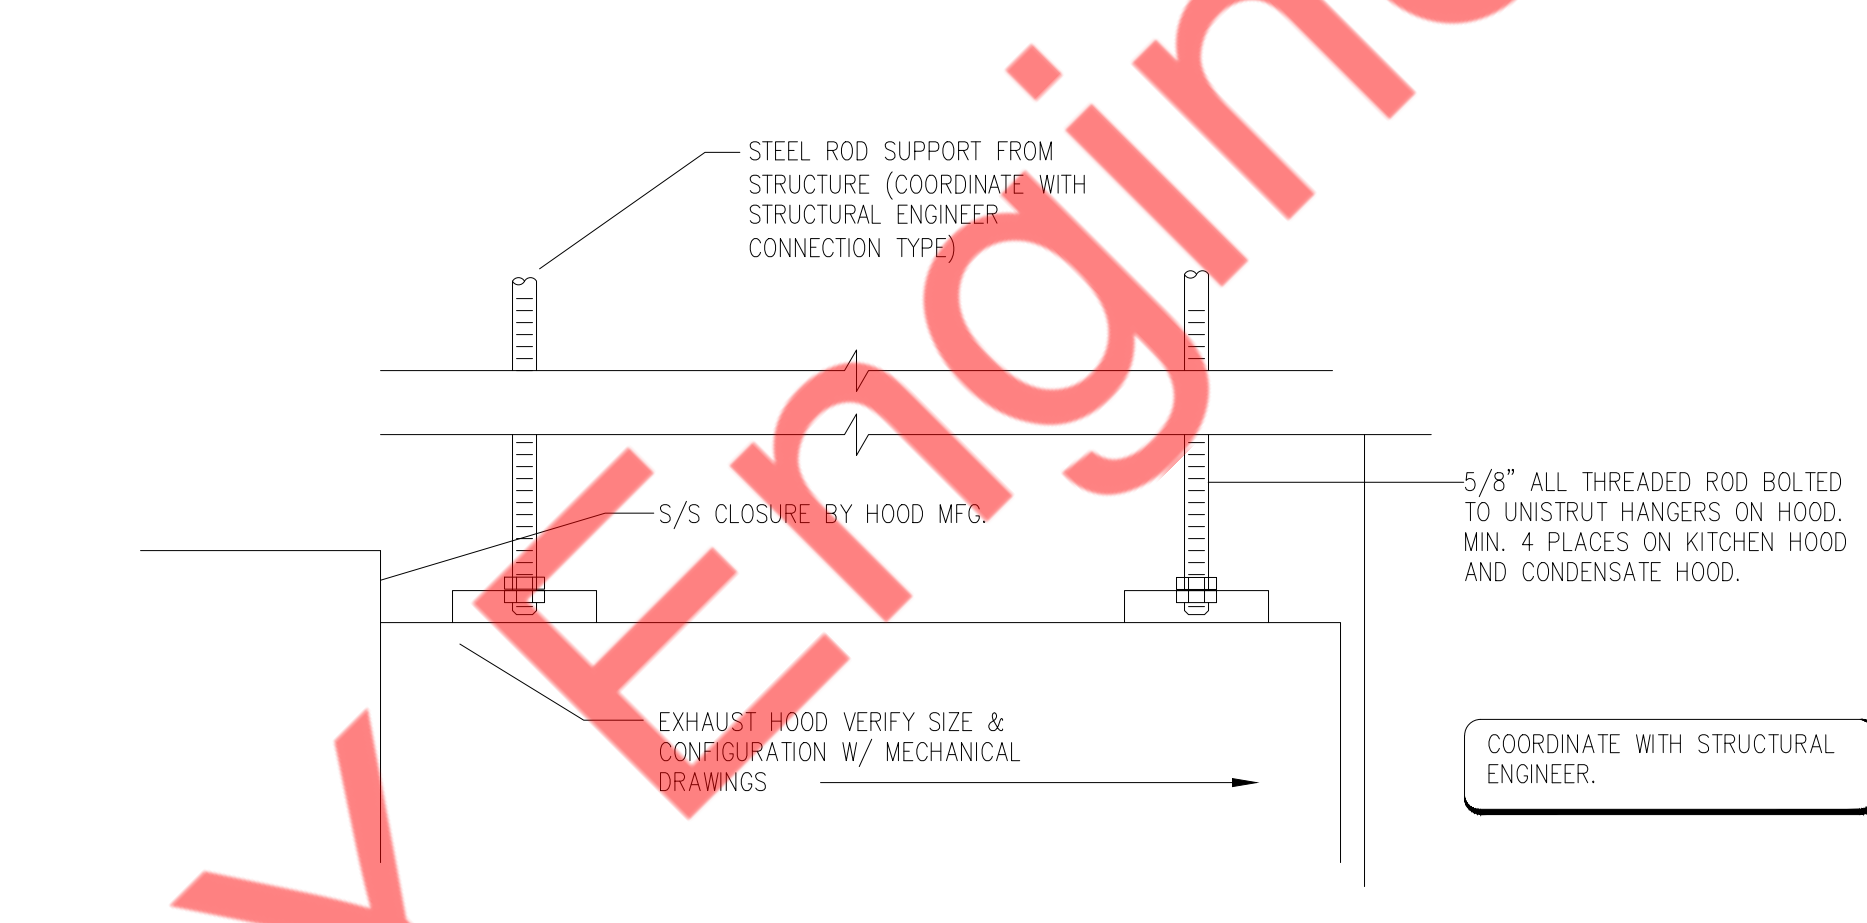 STEEL ROD SUPPORT FROM
STRUCTURE (COORDINATE WITH
STRUCTURAL ENGINEER
CONNECTION TYPE)
S/S CLOSURE BY HOOD MFG.
5/8" ALL THREADED ROD BOLTED
TO UNISTRUT HANGERS ON HOOD.
MIN. 4 PLACES ON KITCHEN HOOD
AND CONDENSATE HOOD.
EXHAUST HOOD VERIFY SIZE &
CONFIGURATION W/ MECHANICAL
DRAWINGS
COORDINATE WITH STRUCTURAL
ENGINEER.
y Engin